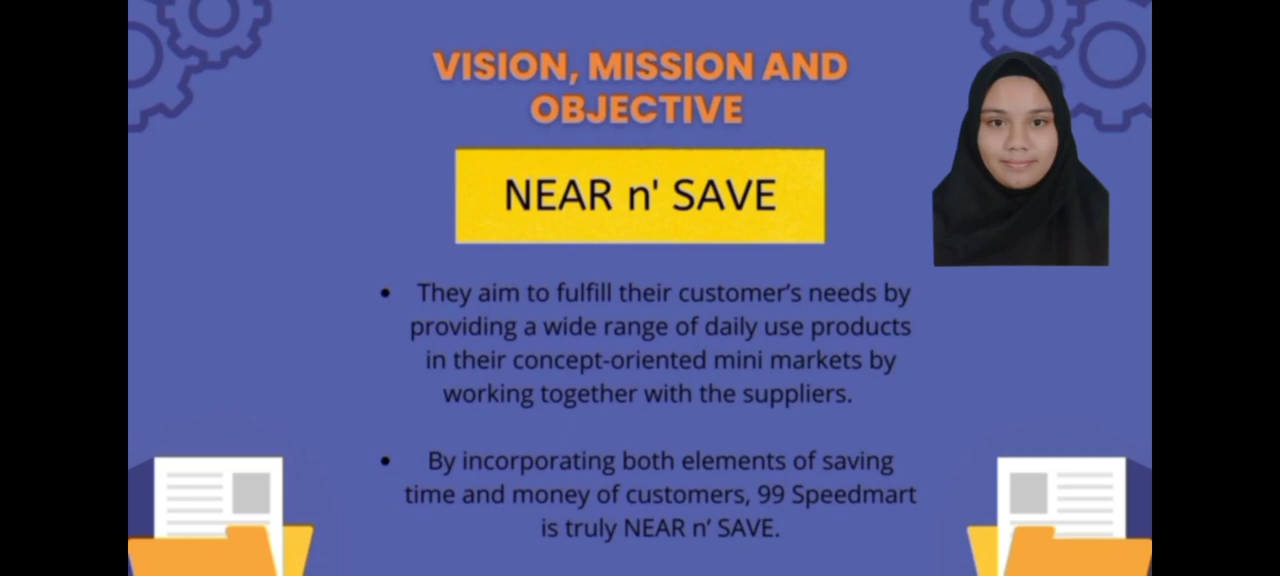 VISION, MISSION AND
OBJECTIVE
NEAR n' SAVE
• They aim to fulfill their customer’s needs by
providing a wide range of daily use products
in their concept-oriented mini markets by
working together with the suppliers.
• By incorporating both elements of saving
time and money of customers, 99 Speedmart
is truly NEAR n’ SAVE.